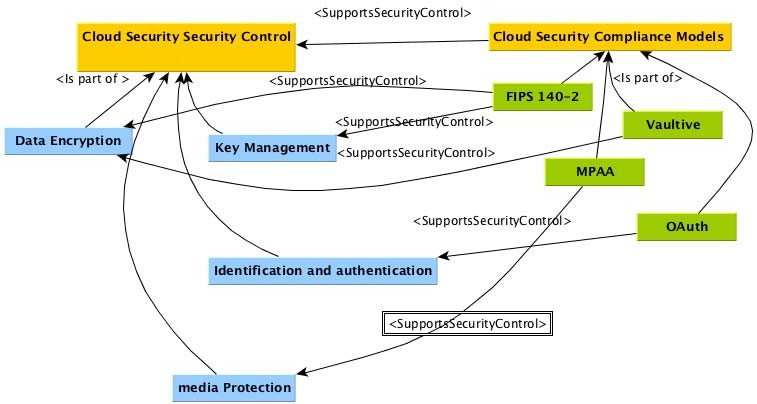 <SupportsSecurityControl>
Cloud Security Security Control
Cloud Security Compliance Models
<Is part of >
<SupportsSecurityControl>
<Is part of>
FIPS 140-2
<SupportsSecurityControl>
Vaultive
Data Encryption
Key Management
<SupportsSecurityControl>
MPAA
<SupportsSecurityControl>
OAuth
Identification and authentication
<SupportsSecurityControl>
media Protection